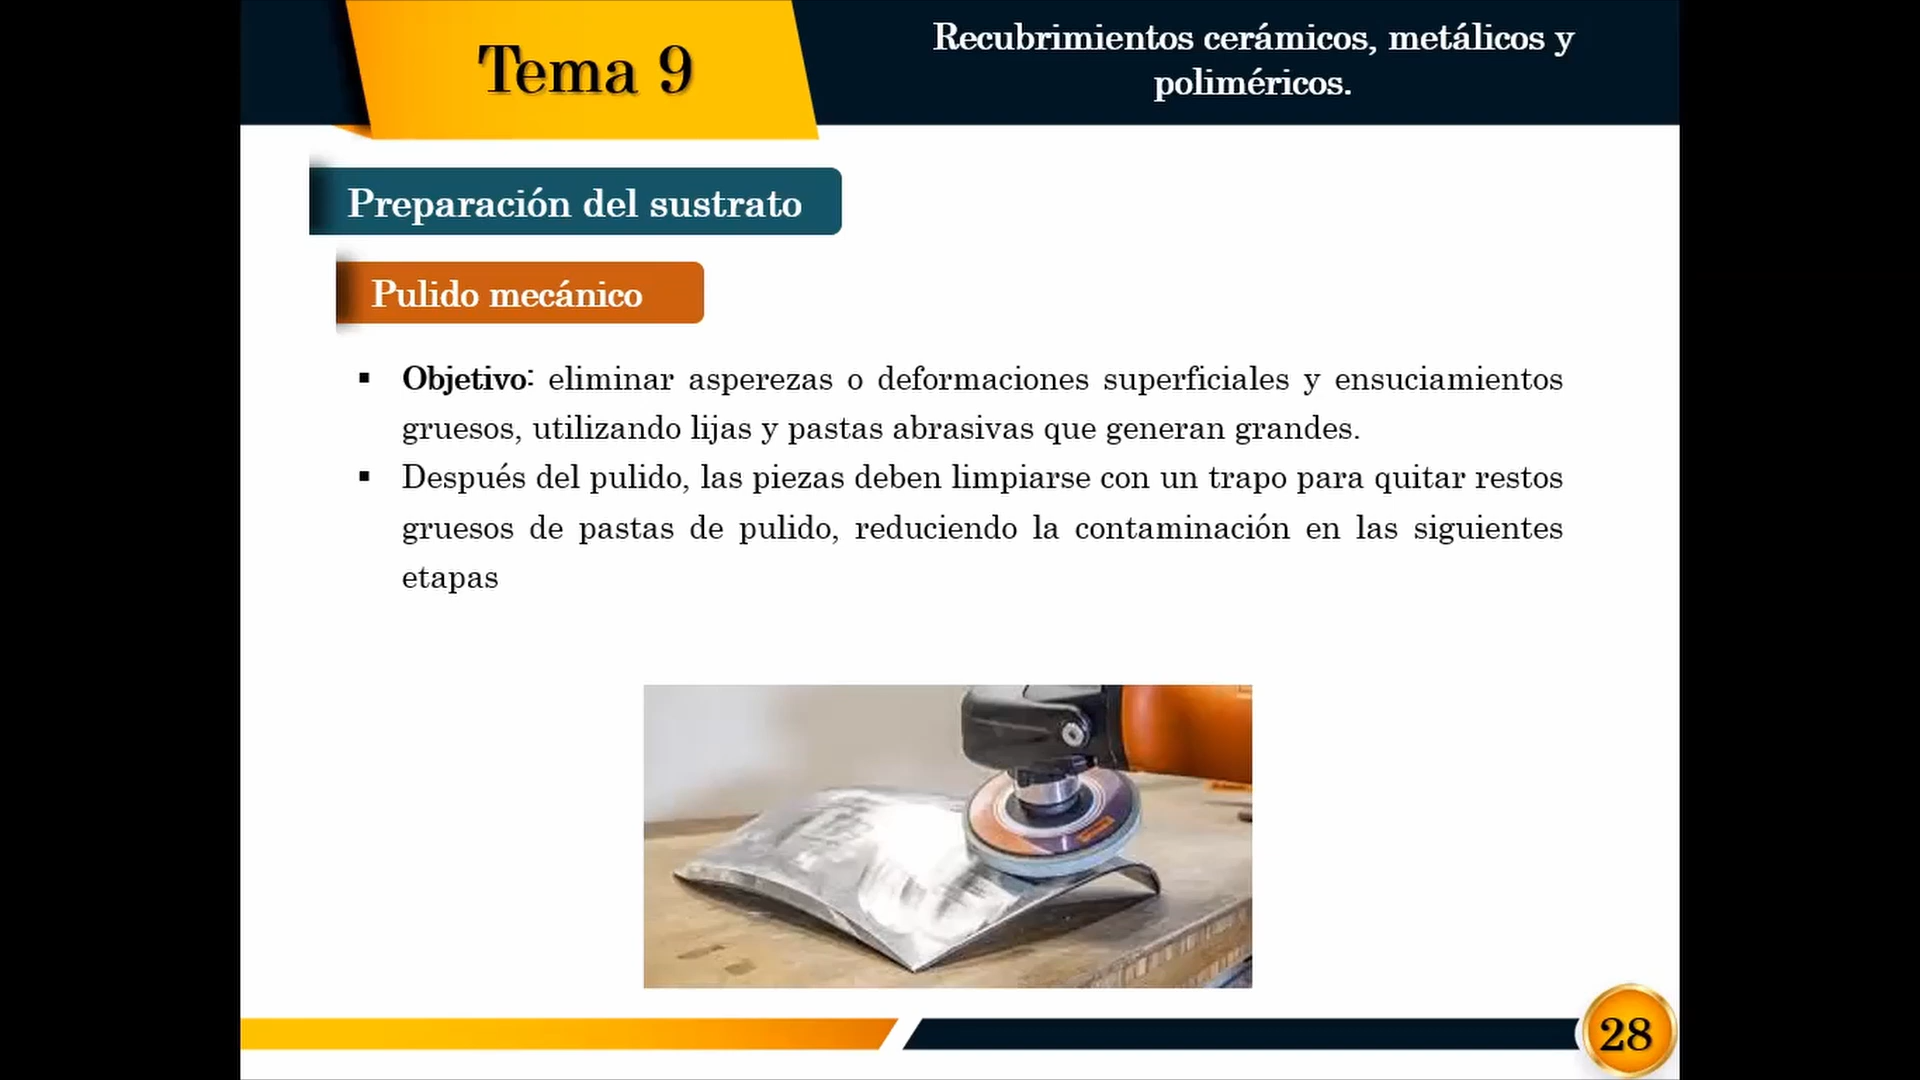 Tema 9
Recubrimientos cerámicos, metálicos y
poliméricos.
Preparación del sustrato
Pulido mecánico
▪ Objetivo: eliminar asperezas o deformaciones superficiales y ensuciamientos
gruesos, utilizando lijas y pastas abrasivas que generan grandes.
▪ Después del pulido, las piezas deben limpiarse con un trapo para quitar restos
gruesos de pastas de pulido, reduciendo la contaminación en las siguientes
etapas
28